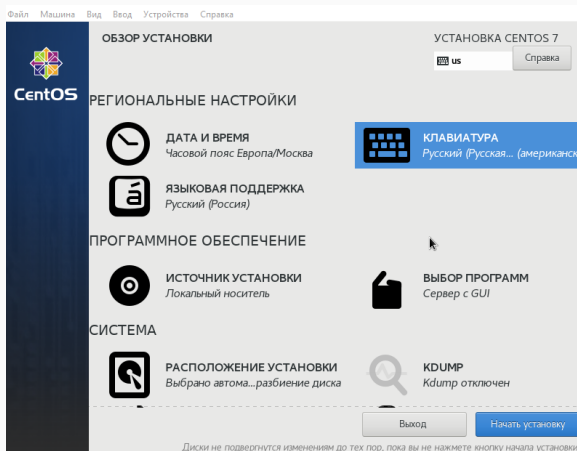 Файл Машина Вид Ввод Устройства Справка
ОБЗОР УСТАНОВКИ
УСТАНОВКА CENTOS 7
us
Справка
CentOS
РЕГИОНАЛЬНЫЕ НАСТРОЙКИ
ДАТА И ВРЕМЯ
Часовой пояс Европа/Москва
КЛАВИАТУРА
Русский (Русская... (американск
ЯЗЫКОВАЯ ПОДДЕРЖКА
Русский (Россия)
ПРОГРАММНОЕ ОБЕСПЕЧЕНИЕ
ИСТОЧНИК УСТАНОВКИ
Локальный носитель
ВЫБОР ПРОГРАММ
Сервер с GUI
СИСТЕМА
РАСПОЛОЖЕНИЕ УСТАНОВКИ
Выбрано автома...разбиение диска
KDUMP
Kdump отключен
Выход
Начать установку
Диски не подвергнутся изменениям до тех пор, пока вы не нажмете кнопку начала установки